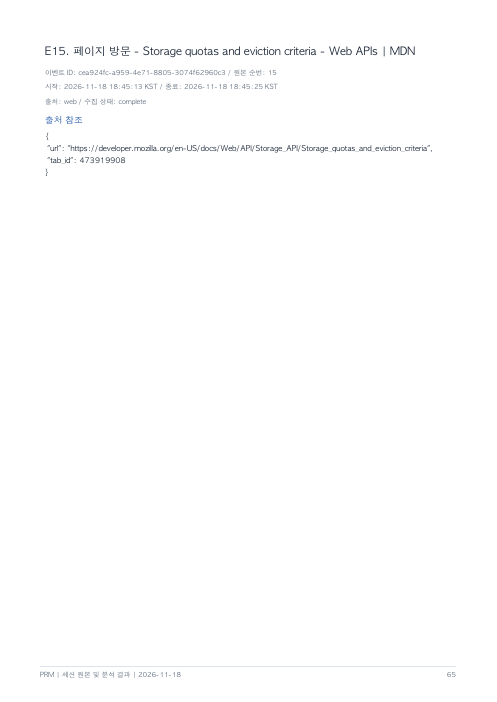 E15. 페이지 방문 - Storage quotas and eviction criteria - Web APIs | MDN
이벤트 ID: cea924fc-a959-4e71-8805-3074f62960c3 / 원본 순번: 15
시작: 2026-11-18 18:45:13 KST / 종료: 2026-11-18 18:45:25 KST
출처: web / 수집 상태: complete
출처 참조
{
"url": "https://developer.mozilla.org/en-US/docs/Web/API/Storage_API/Storage_quotas_and_eviction_criteria",
"tab_id": 473919908
}
PRM | 세션 원본 및 분석 결과 | 2026-11-18
65